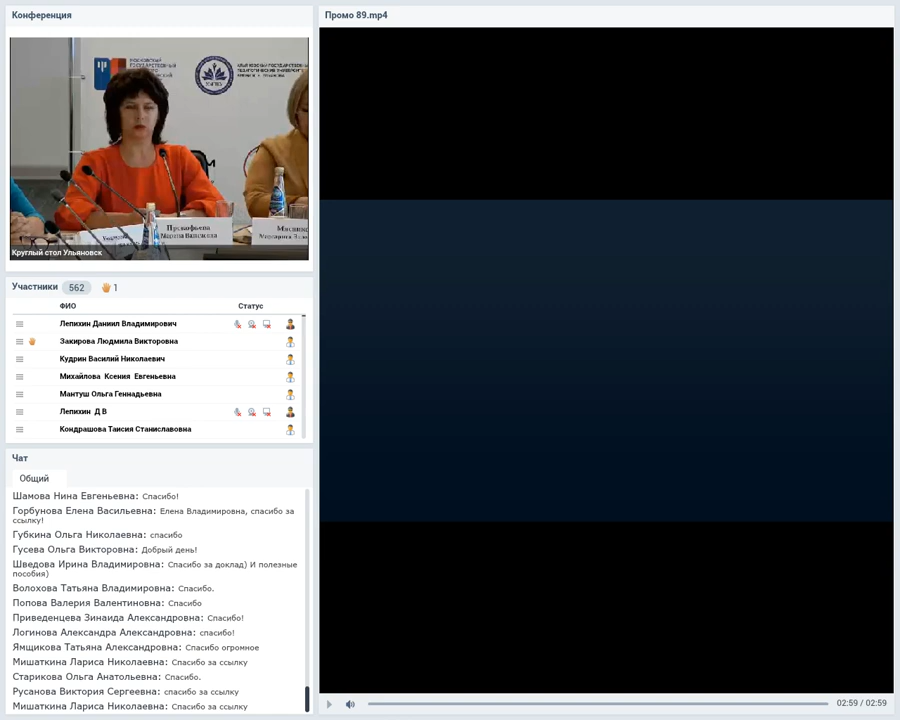 Конференция
Круглый стол Ульяновск
Участники 562 1
ФИО Статус
Лепихин Даниил Владимирович
Закирова Людмила Викторовна
Кудрин Василий Николаевич
Михайлова Ксения Евгеньевна
Мантуш Ольга Геннадьевна
Лепихин Д В
Кондрашова Таисия Станиславовна
Чат
Общий
Шамова Нина Евгеньевна: Спасибо!
Горбунова Елена Васильевна: Елена Владимировна, спасибо за
ссылку!
Губкина Ольга Николаевна: спасибо
Гусева Ольга Викторовна: Добрый день!
Шведова Ирина Владимировна: Спасибо за доклад) И полезные
пособия)
Волохова Татьяна Владимировна: Спасибо.
Попова Валерия Валентиновна: Спасибо
Приведенцева Зинаида Александровна: Спасибо!
Логинова Александра Александровна: спасибо!
Ямщикова Татьяна Александровна: Спасибо огромное
Мишаткина Лариса Николаевна: Спасибо за ссылку
Старикова Ольга Анатольевна: Спасибо.
Русанова Виктория Сергеевна: спасибо за ссылку
Мишаткина Лариса Николаевна: Спасибо за ссылку
Промо 89.mp4
02:59 / 02:59